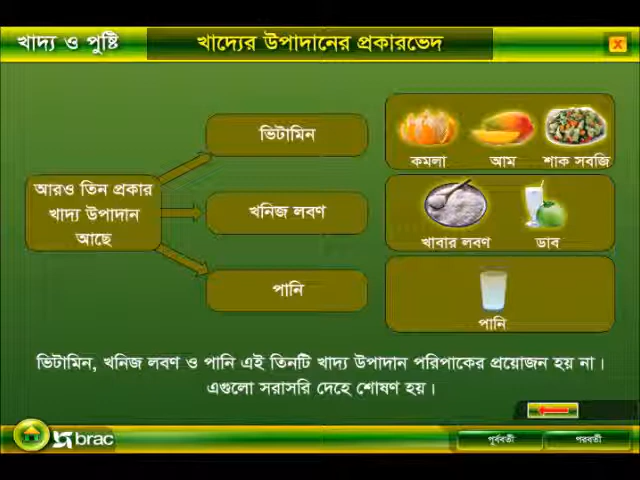 খাদ্য ও পুষ্টি
খাদ্যের উপাদানের প্রকারভেদ
X
আরও তিন প্রকার
খাদ্য উপাদান
আছে
ভিটামিন
কমলা আম শাক সবজি
খনিজ লবণ
খাবার লবণ ডাব
পানি
পানি
ভিটামিন, খনিজ লবণ ও পানি এই তিনটি খাদ্য উপাদান পরিপাকের প্রয়োজন হয় না।
এগুলো সরাসরি দেহে শোষণ হয়।
brac
পূর্ববর্তী
পরবর্তী